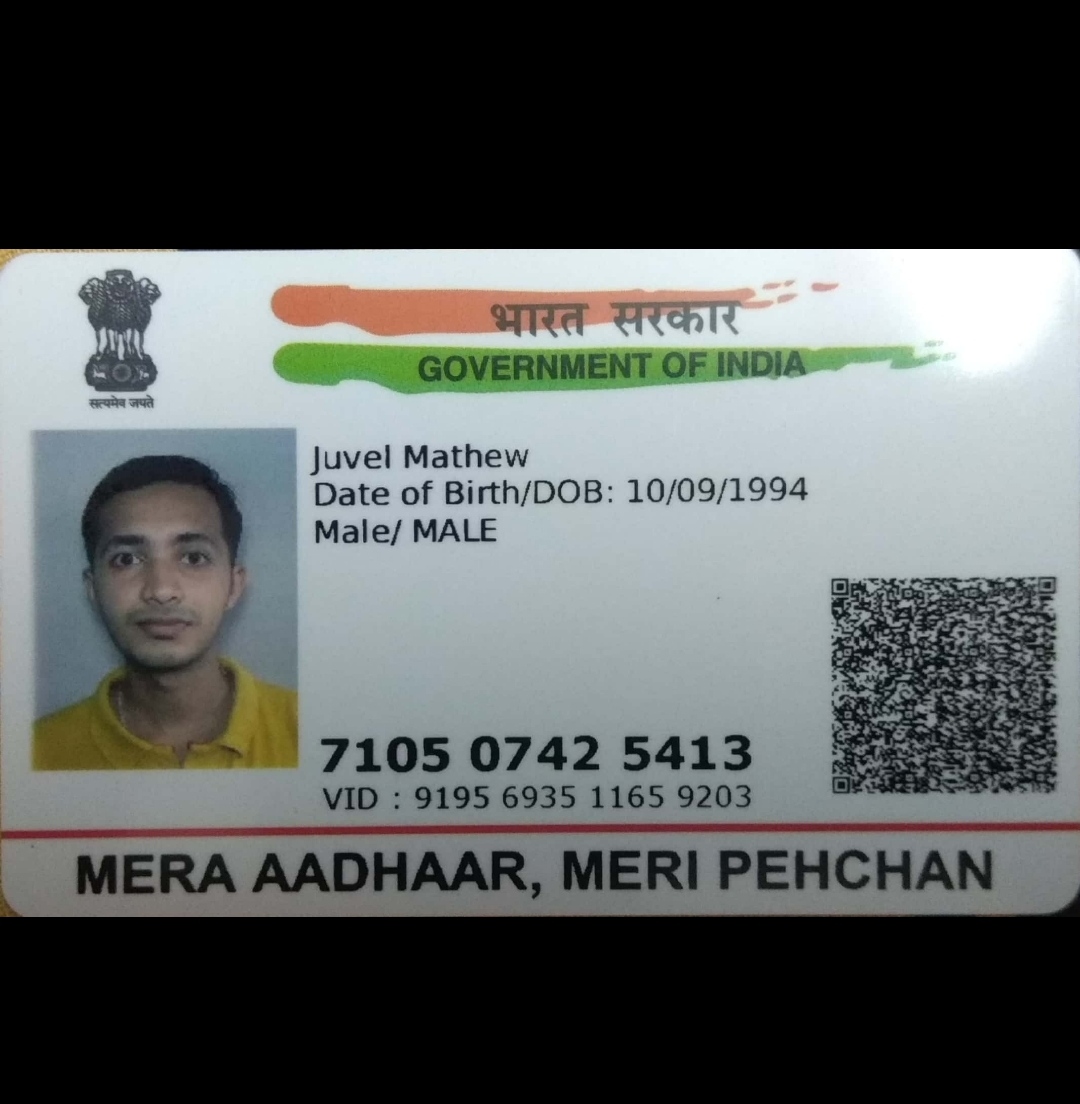 भारत सरकार
GOVERNMENT OF INDIA
सत्यमेव जयते
Juvel Mathew
Date of Birth/DOB: 10/09/1994
Male/ MALE
7105 0742 5413
VID : 9195 6935 1165 9203
MERA AADHAAR, MERI PEHCHAN